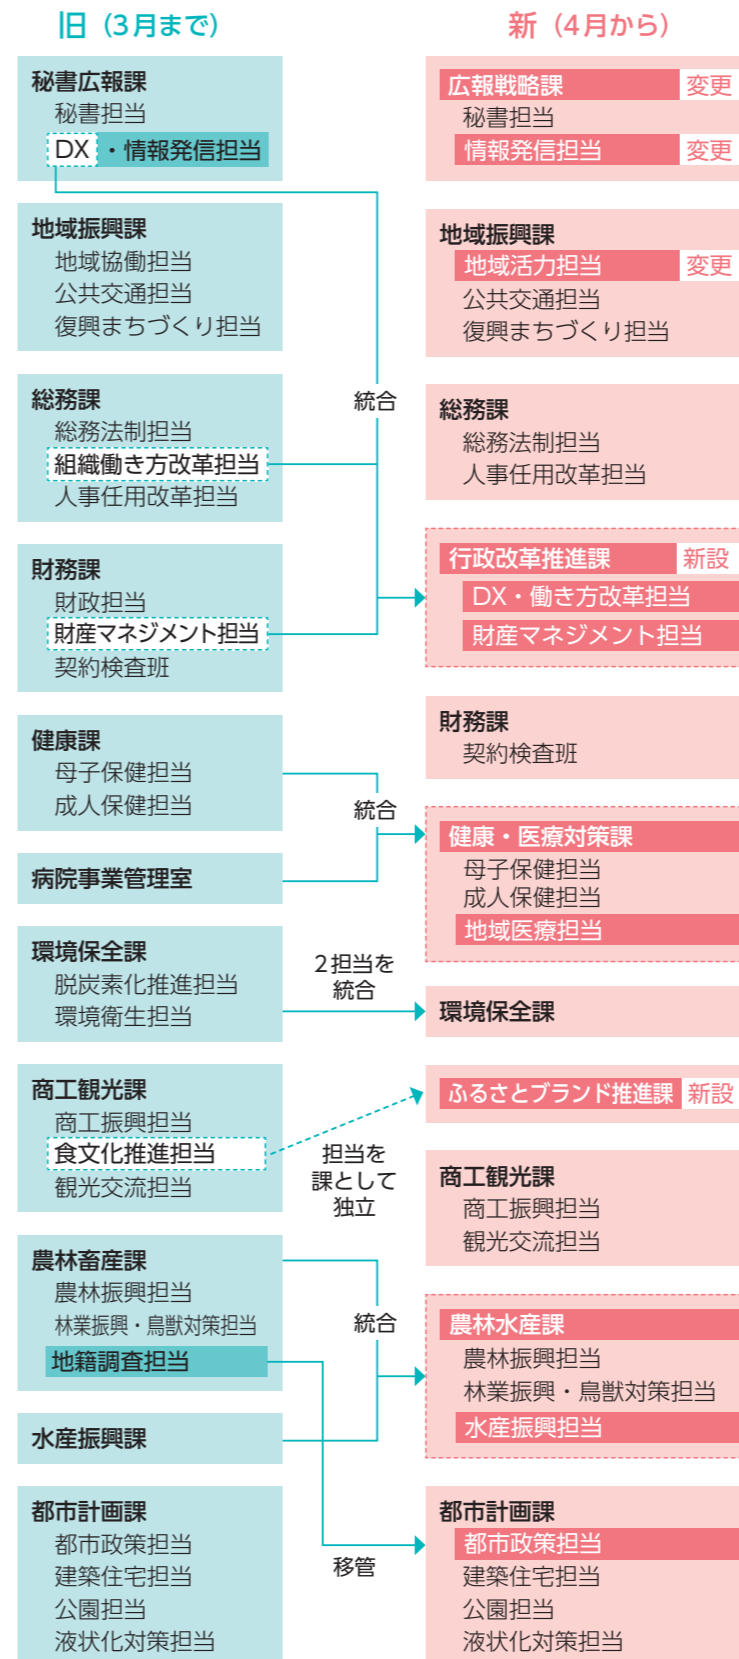 旧（3月まで）
秘書広報課
秘書担当
DX・情報発信担当
地域振興課
地域協働担当
公共交通担当
復興まちづくり担当
総務課
総務法制担当
組織働き方改革担当
人事任用改革担当
財務課
財政担当
財産マネジメント担当
契約検査班
健康課
母子保健担当
成人保健担当
病院事業管理室
環境保全課
脱炭素化推進担当
環境衛生担当
商工観光課
商工振興担当
食文化推進担当
観光交流担当
農林畜産課
農林振興担当
林業振興・鳥獣対策担当
地籍調査担当
水産振興課
都市計画課
都市政策担当
建築住宅担当
公園担当
液状化対策担当
統合
統合
2担当を
統合
担当を
課として
独立
統合
移管
新（4月から）
広報戦略課 変更
秘書担当
情報発信担当 変更
地域振興課
地域活力担当 変更
公共交通担当
復興まちづくり担当
総務課
総務法制担当
人事任用改革担当
行政改革推進課 新設
DX・働き方改革担当
財産マネジメント担当
財務課
契約検査班
健康・医療対策課
母子保健担当
成人保健担当
地域医療担当
環境保全課
ふるさとブランド推進課 新設
商工観光課
商工振興担当
観光交流担当
農林水産課
農林振興担当
林業振興・鳥獣対策担当
水産振興担当
都市計画課
都市政策担当
建築住宅担当
公園担当
液状化対策担当